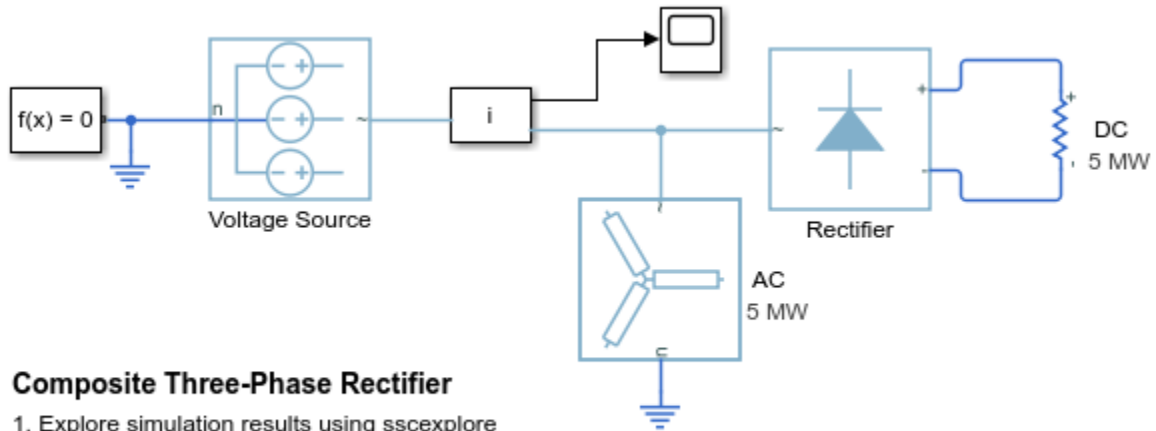 f(x) = 0
n
~
Voltage Source
i
~
+
-
Rectifier
+
-
DC
5 MW
~
n
AC
5 MW
Composite Three-Phase Rectifier
1. Explore simulation results using sscexplore